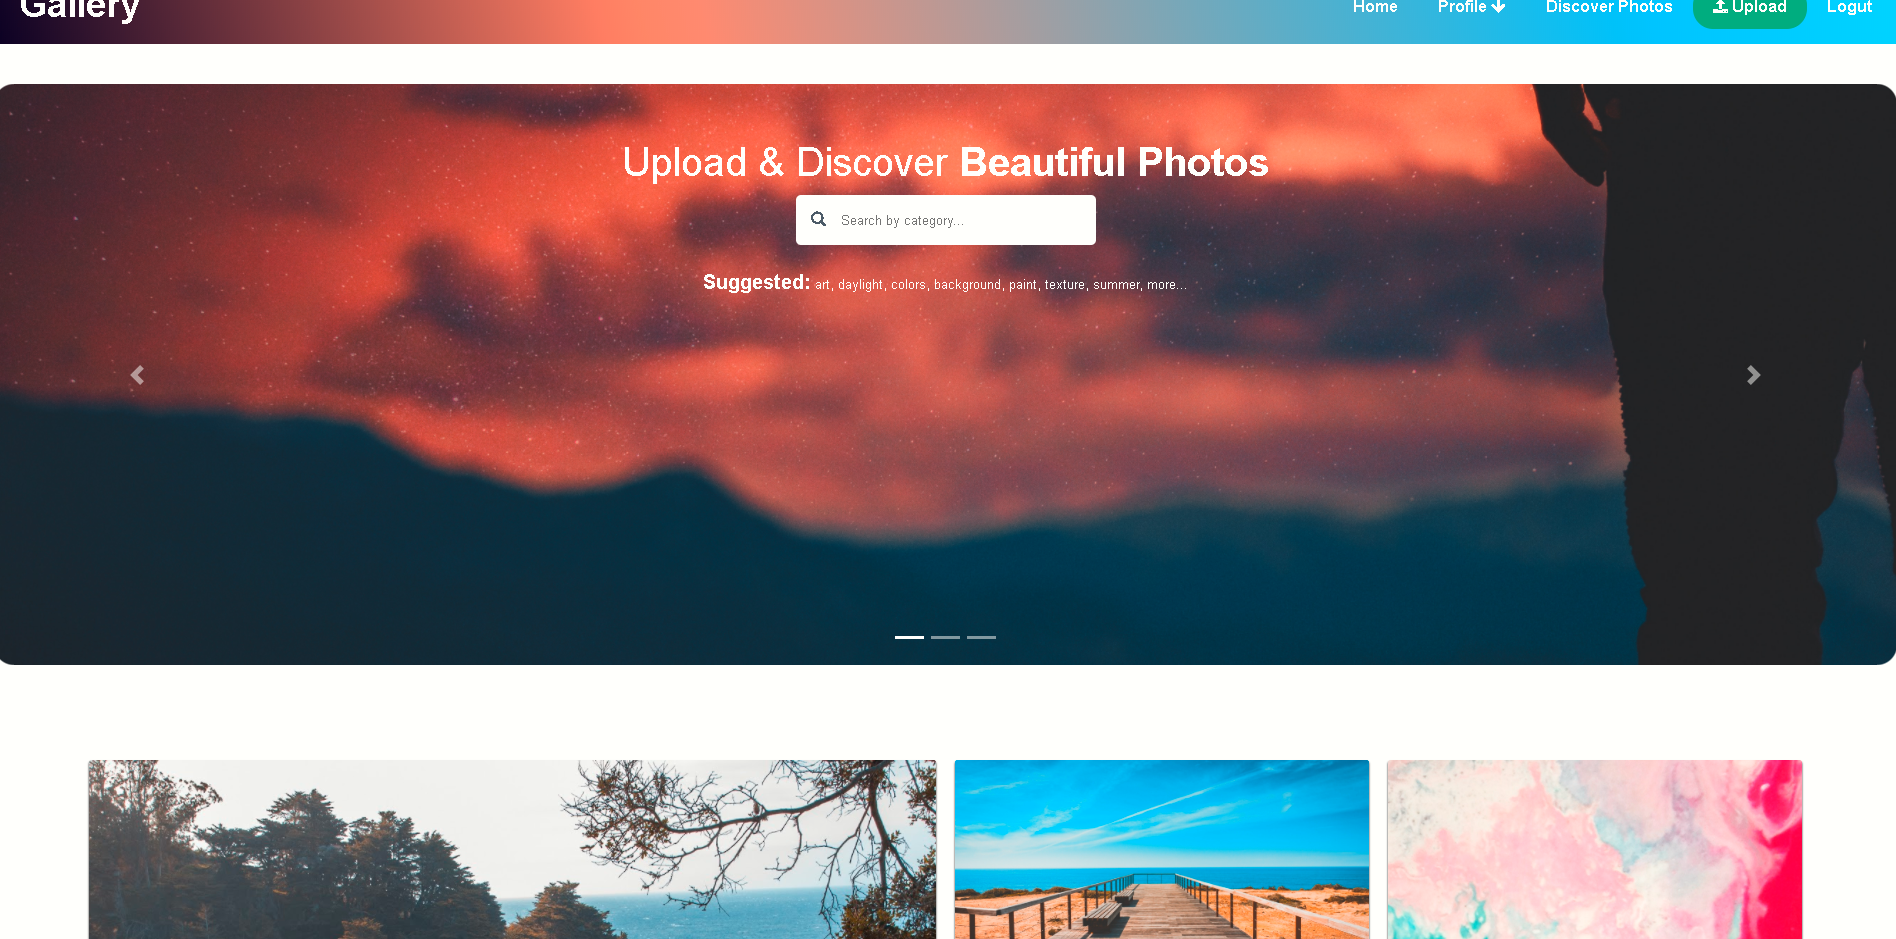 Gallery
Home Profile Discover Photos Upload Logut
Upload & Discover Beautiful Photos
Search by category...
Suggested: art, daylight, colors, background, paint, texture, summer, more...